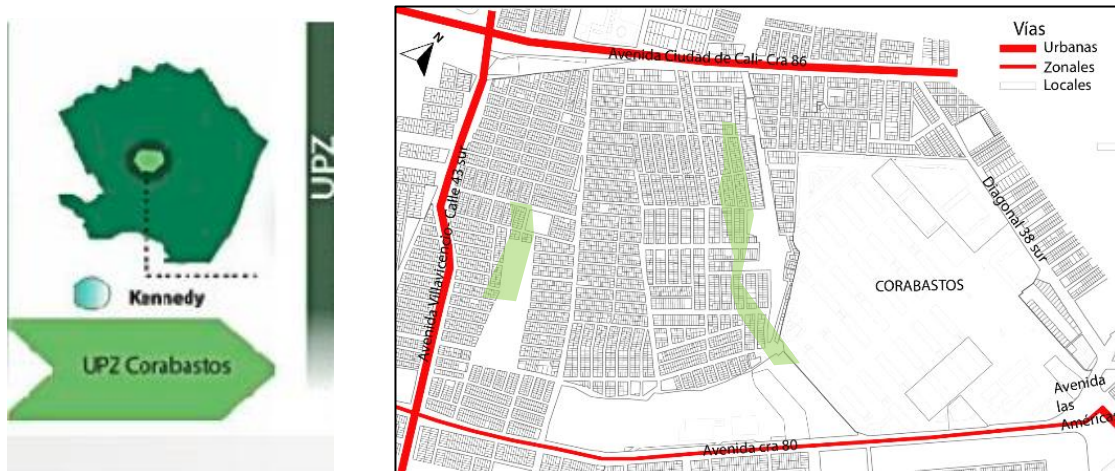 UPZ
Kennedy
UPZ Corabastos
N
Vías
Urbanas
Zonales
Locales
Avenida Ciudad de Cali- Cra 86
Avenida Villavicencio- Calle 43 sur
Diagonal 38 sur
CORABASTOS
Avenida
las
Américas
Avenida cra 80